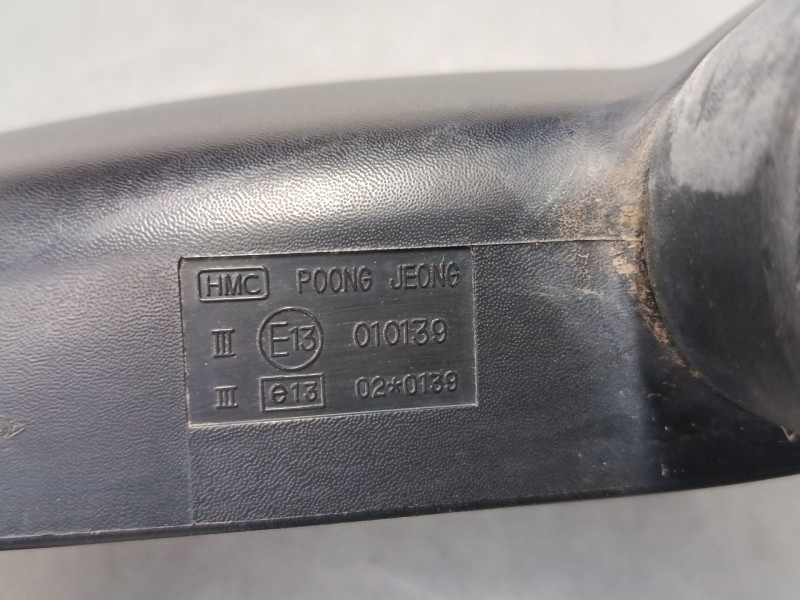 HMC POONG JEONG
III E13 010139
III e13 02*0139